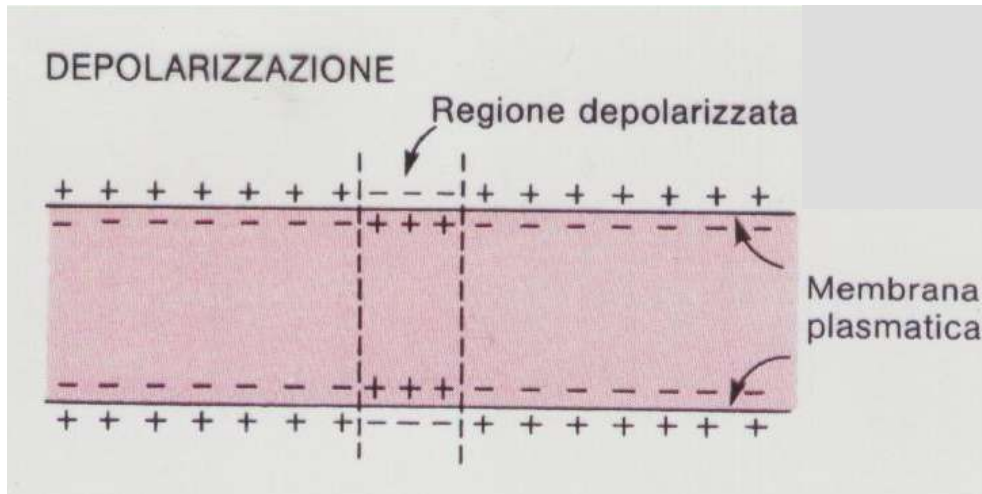 DEPOLARIZZAZIONE
Regione depolarizzata
+ + + + + + + - - - + + + + + + + +
- - - - - - - + + + - - - - - - - -
Membrana
plasmatica
- - - - - - - + + + - - - - - - - -
+ + + + + + + - - - + + + + + + + +